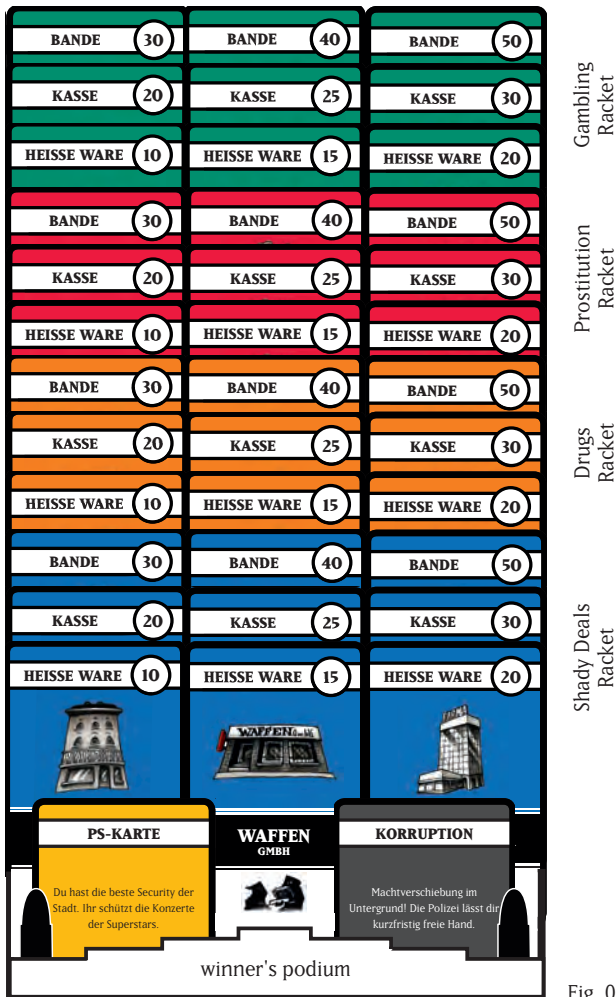 BANDE 30 BANDE 40 BANDE 50
KASSE 20 KASSE 25 KASSE 30
HEISSE WARE 10 HEISSE WARE 15 HEISSE WARE 20
Gambling
Racket
BANDE 30 BANDE 40 BANDE 50
KASSE 20 KASSE 25 KASSE 30
HEISSE WARE 10 HEISSE WARE 15 HEISSE WARE 20
Prostitution
Racket
BANDE 30 BANDE 40 BANDE 50
KASSE 20 KASSE 25 KASSE 30
HEISSE WARE 10 HEISSE WARE 15 HEISSE WARE 20
Drugs
Racket
BANDE 30 BANDE 40 BANDE 50
KASSE 20 KASSE 25 KASSE 30
HEISSE WARE 10 HEISSE WARE 15 HEISSE WARE 20
Shady Deals
Racket
WAFFEN
PS-KARTE
Du hast die beste Security der
Stadt. Ihr schützt die Konzerte
der Superstars.
WAFFEN
GMBH
KORRUPTION
Machtverschiebung im
Untergrund! Die Polizei lässt dir
kurzfristig freie Hand.
winner's podium
Fig. 0